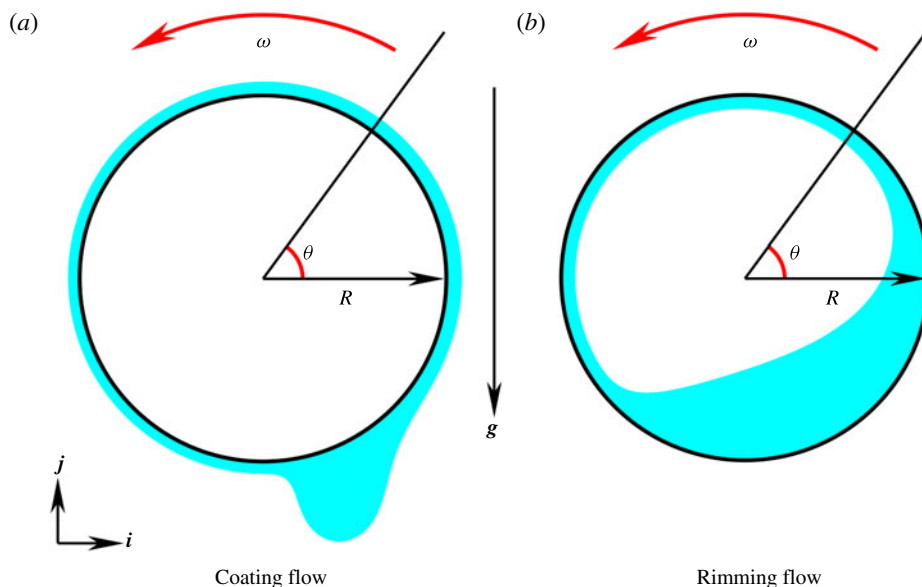 (a)
ω
θ
R
g
j
i
Coating flow
(b)
ω
θ
R
Rimming flow